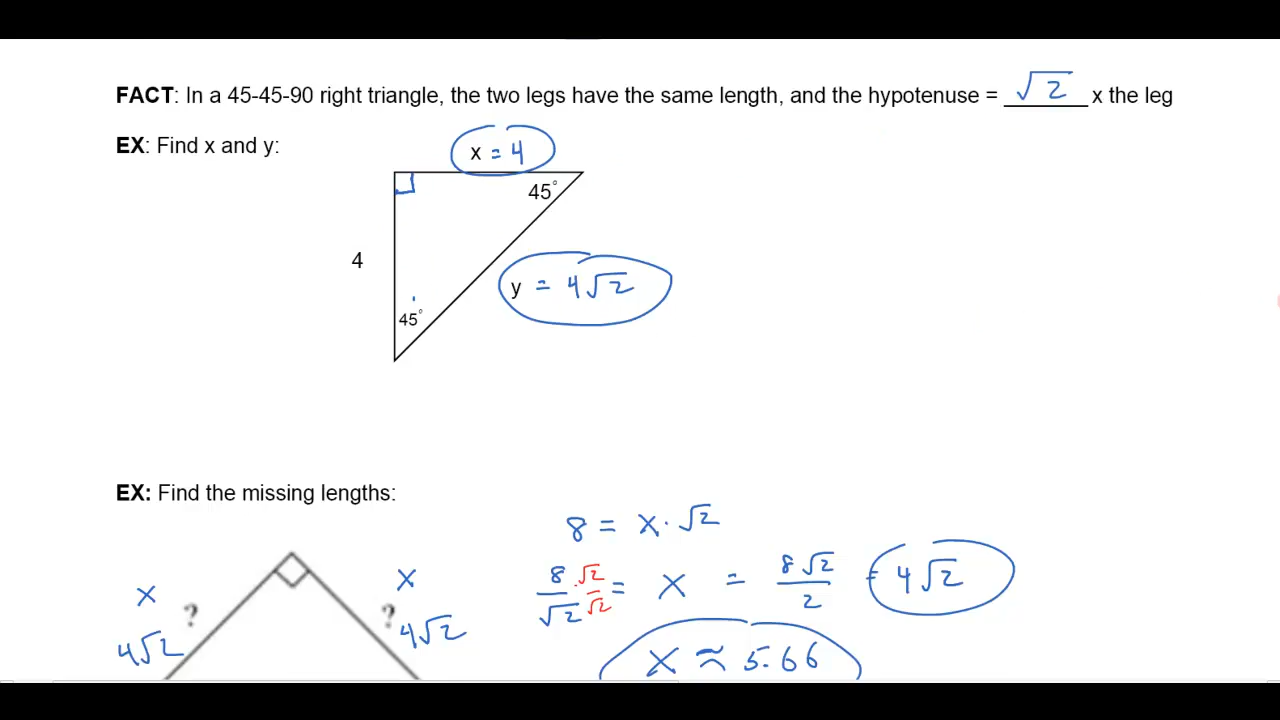 FACT: In a 45-45-90 right triangle, the two legs have the same length, and the hypotenuse = √2 x the leg
EX: Find x and y:
x = 4
45°
4
y = 4√2
45°
EX: Find the missing lengths:
8 = x · √2
8/√2 · √2/√2 = x = 8√2/2 = 4√2
x
?
4√2
x
?
4√2
x ≈ 5.66